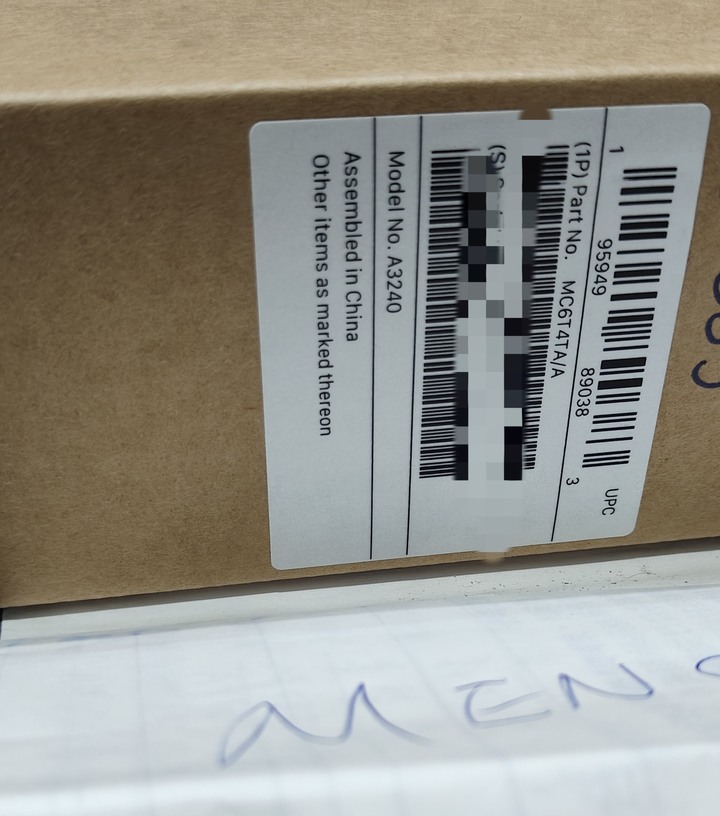 1 95949 89038 3 UPC
(1P) Part No. MC6T4TA/A
(S)
Model No. A3240
Assembled in China
Other items as marked thereon
MEN